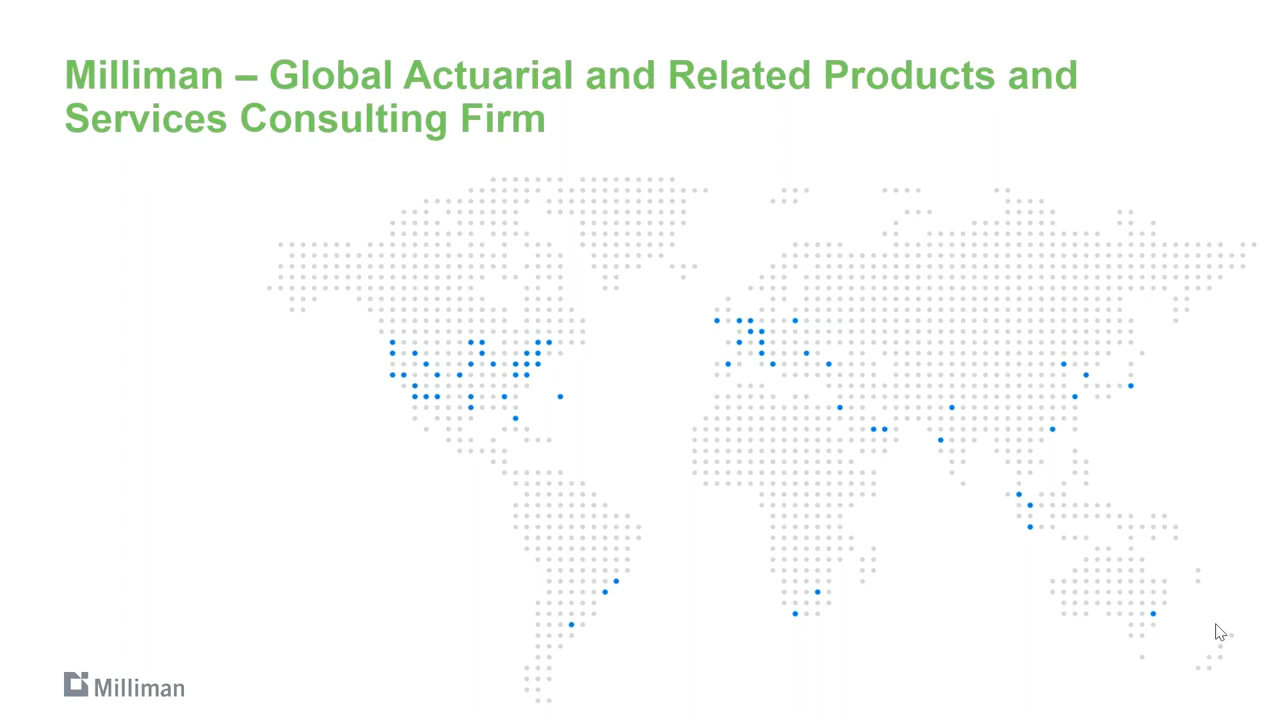 Milliman – Global Actuarial and Related Products and
Services Consulting Firm
Milliman